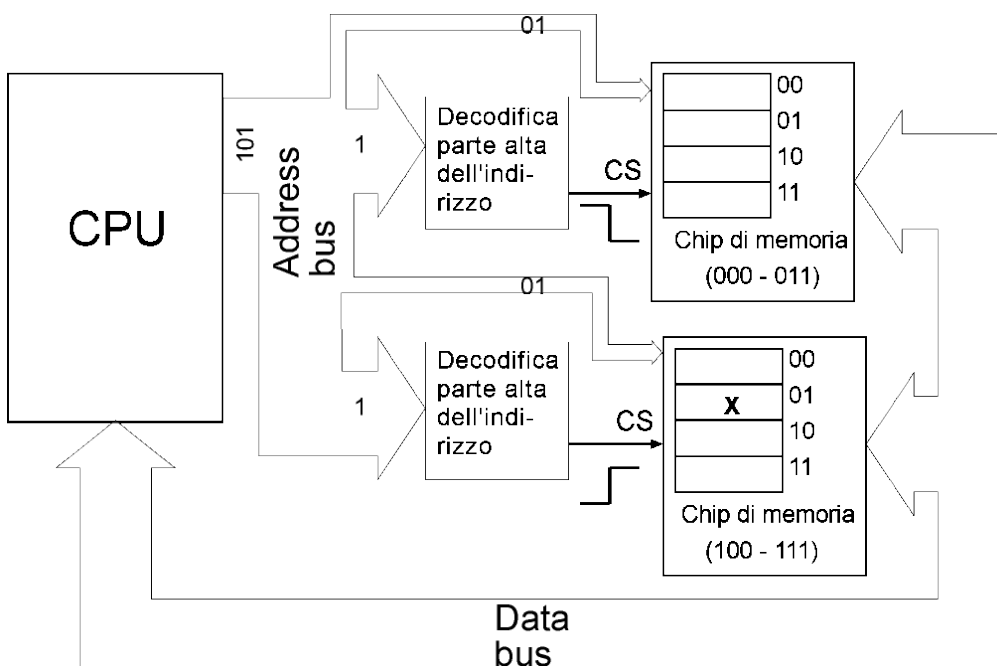 CPU
101
Address
bus
01
1
Decodifica
parte alta
dell'indi-
rizzo
CS
00
01
10
11
Chip di memoria
(000 - 011)
01
1
Decodifica
parte alta
dell'indi-
rizzo
CS
00
01
X
10
11
Chip di memoria
(100 - 111)
Data
bus